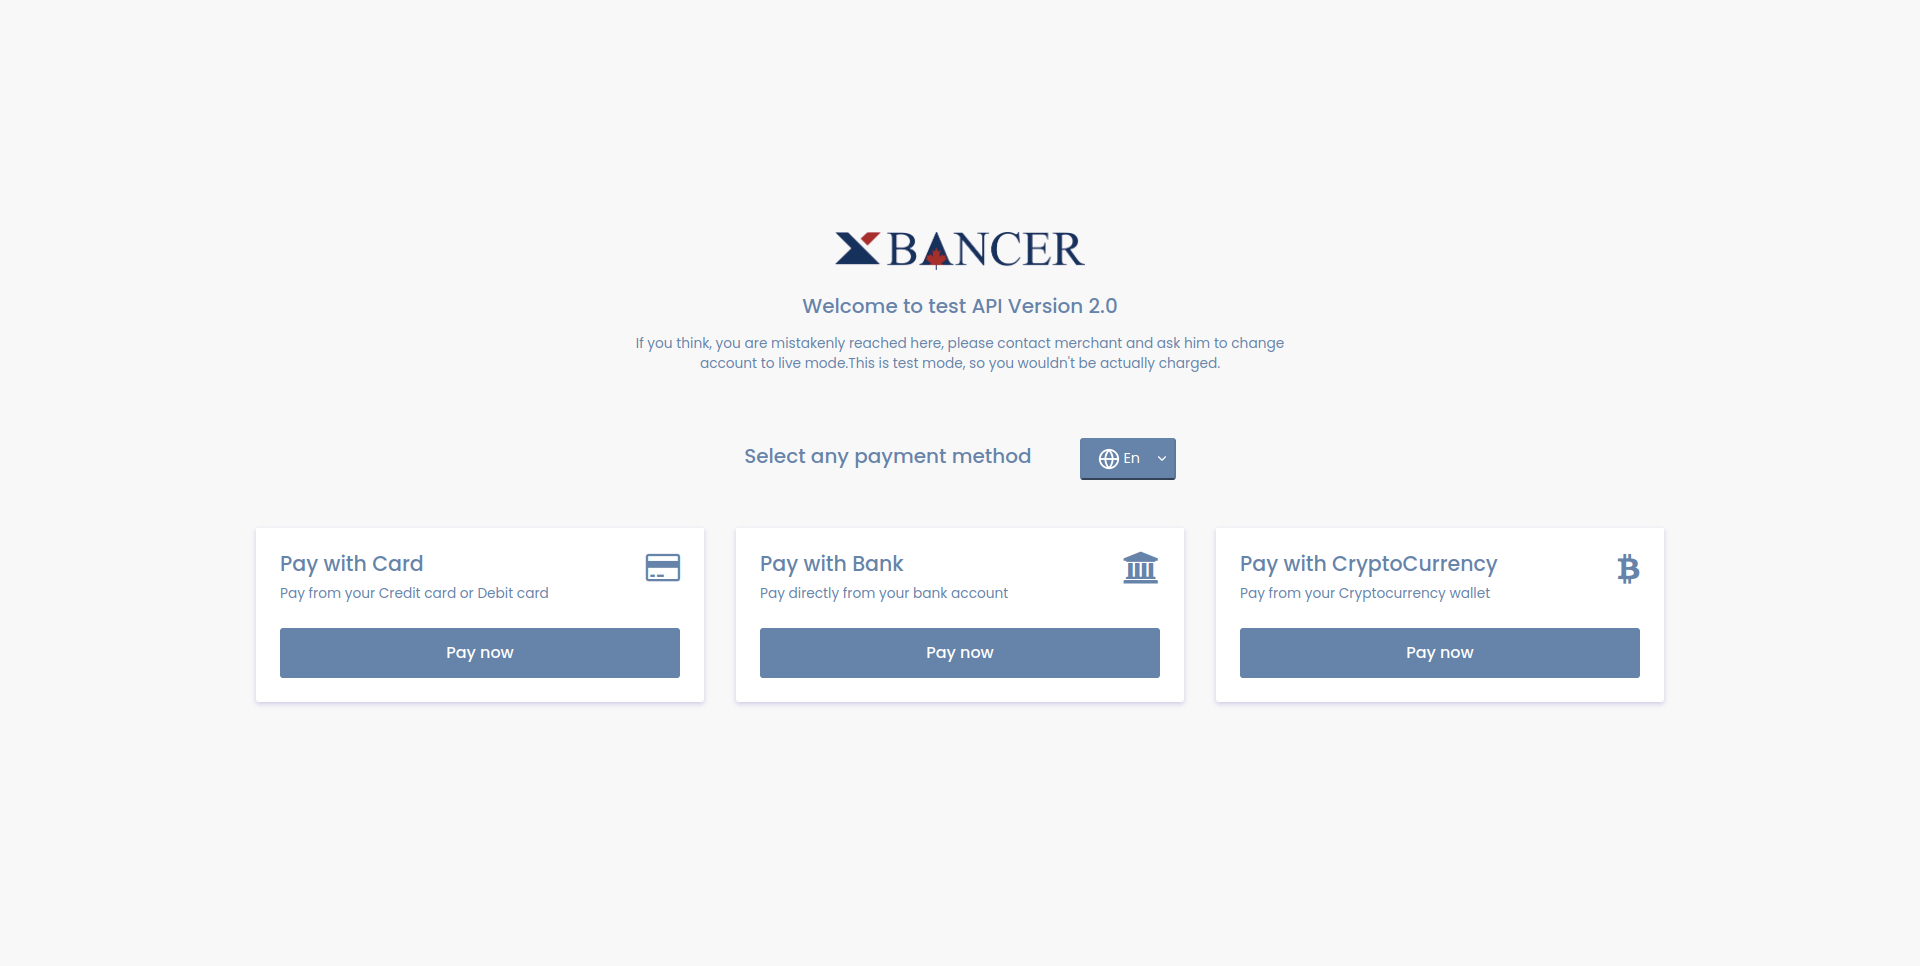 XBANCER
Welcome to test API Version 2.0
If you think, you are mistakenly reached here, please contact merchant and ask him to change
account to live mode.This is test mode, so you wouldn't be actually charged.
Select any payment method
En
Pay with Card
Pay from your Credit card or Debit card
Pay now
Pay with Bank
Pay directly from your bank account
Pay now
Pay with CryptoCurrency
Pay from your Cryptocurrency wallet
Pay now